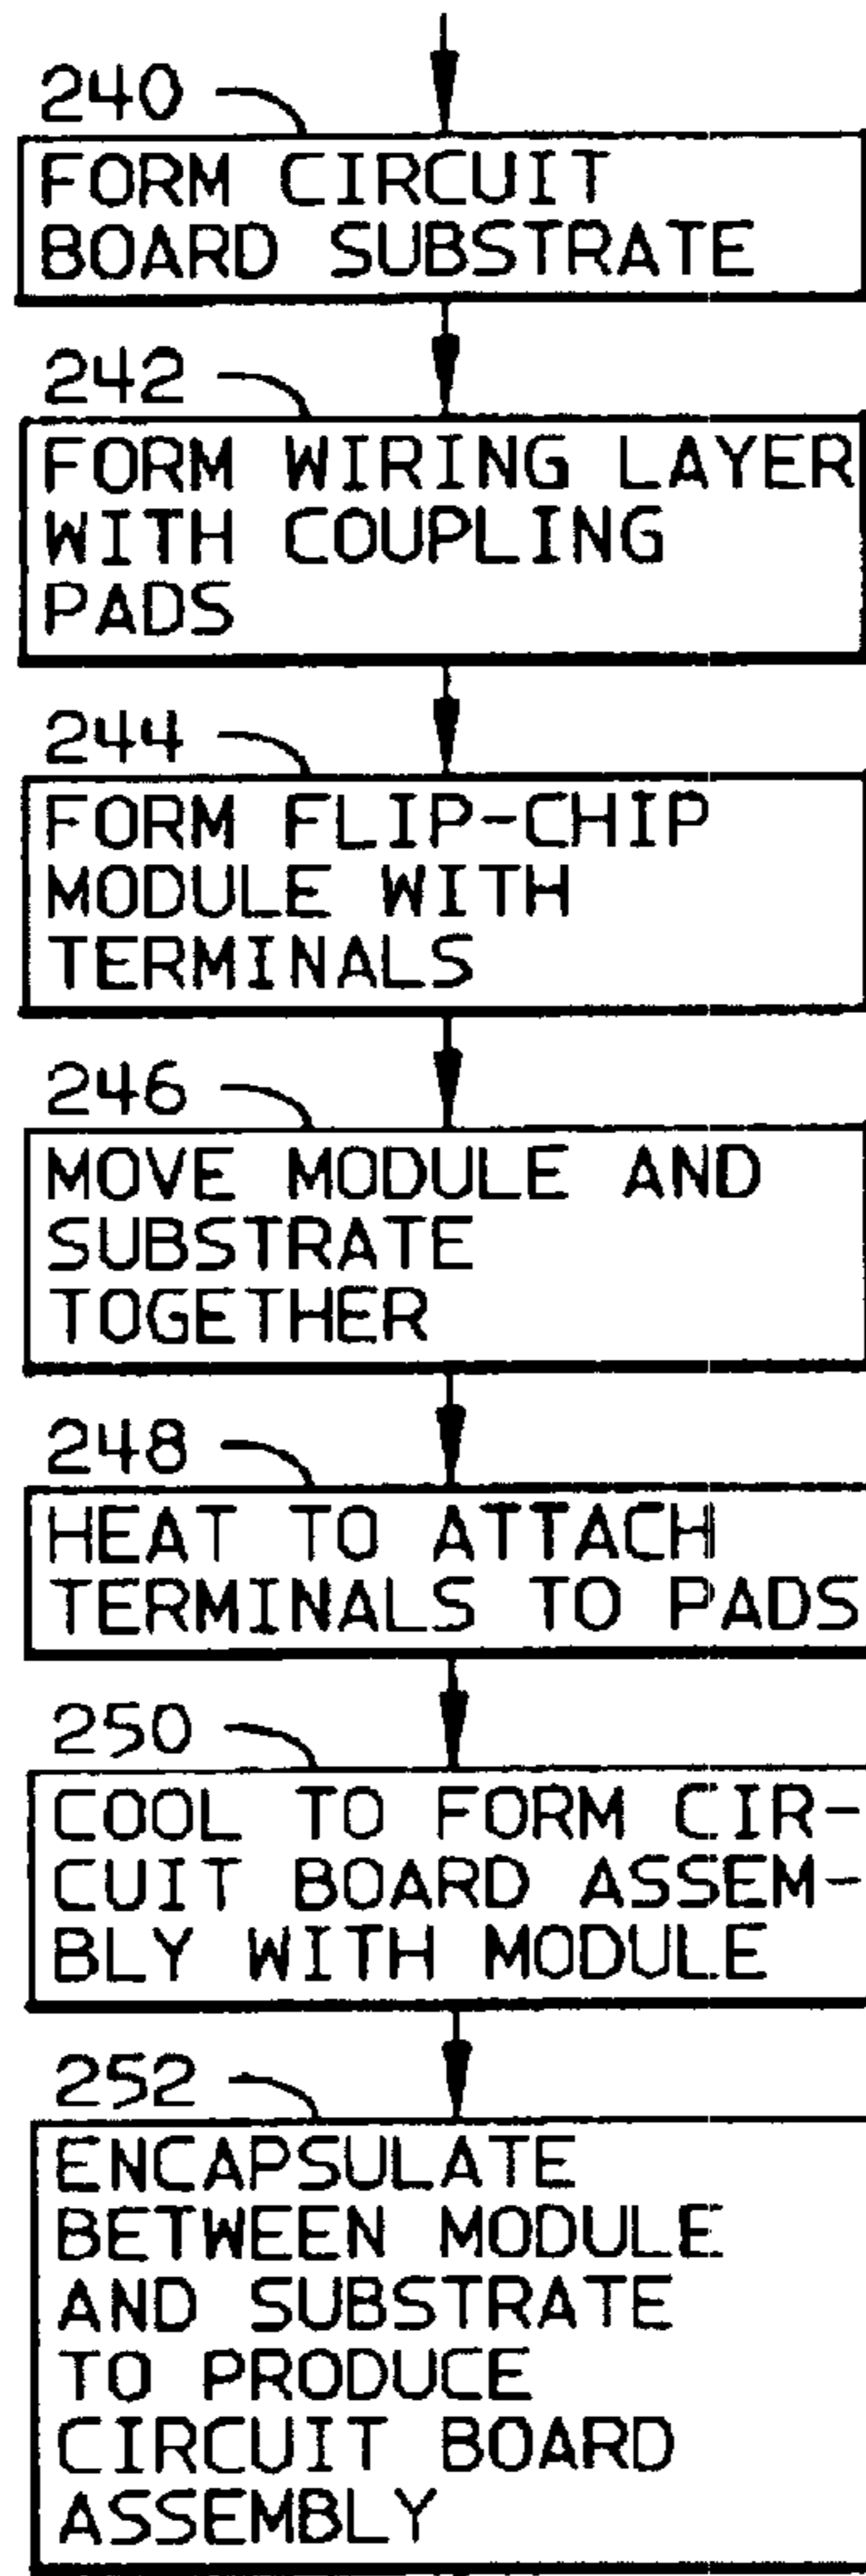 240
FORM CIRCUIT
BOARD SUBSTRATE
242
FORM WIRING LAYER
WITH COUPLING
PADS
244
FORM FLIP-CHIP
MODULE WITH
TERMINALS
246
MOVE MODULE AND
SUBSTRATE
TOGETHER
248
HEAT TO ATTACH
TERMINALS TO PADS
250
COOL TO FORM CIR-
CUIT BOARD ASSEM-
BLY WITH MODULE
252
ENCAPSULATE
BETWEEN MODULE
AND SUBSTRATE
TO PRODUCE
CIRCUIT BOARD
ASSEMBLY